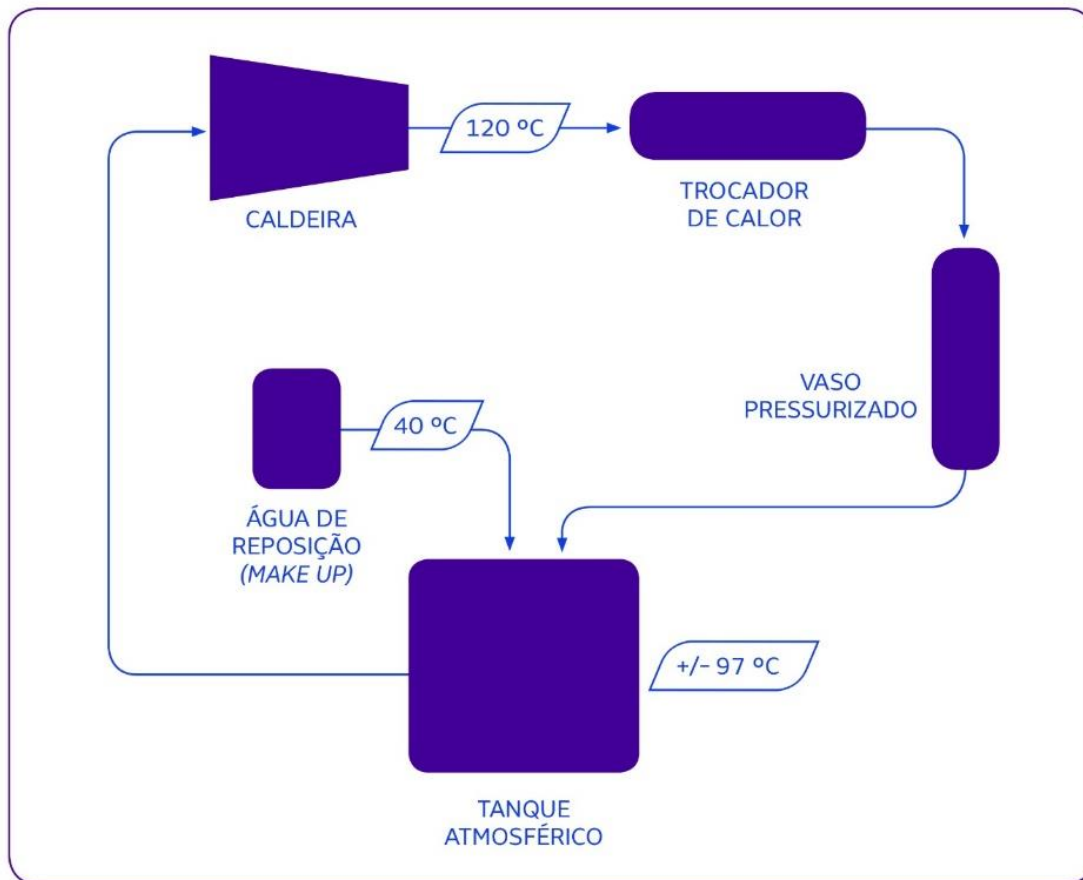 120 ºC
CALDEIRA
TROCADOR
DE CALOR
VASO
PRESSURIZADO
40 ºC
ÁGUA DE
REPOSIÇÃO
(MAKE UP)
+/- 97 ºC
TANQUE
ATMOSFÉRICO